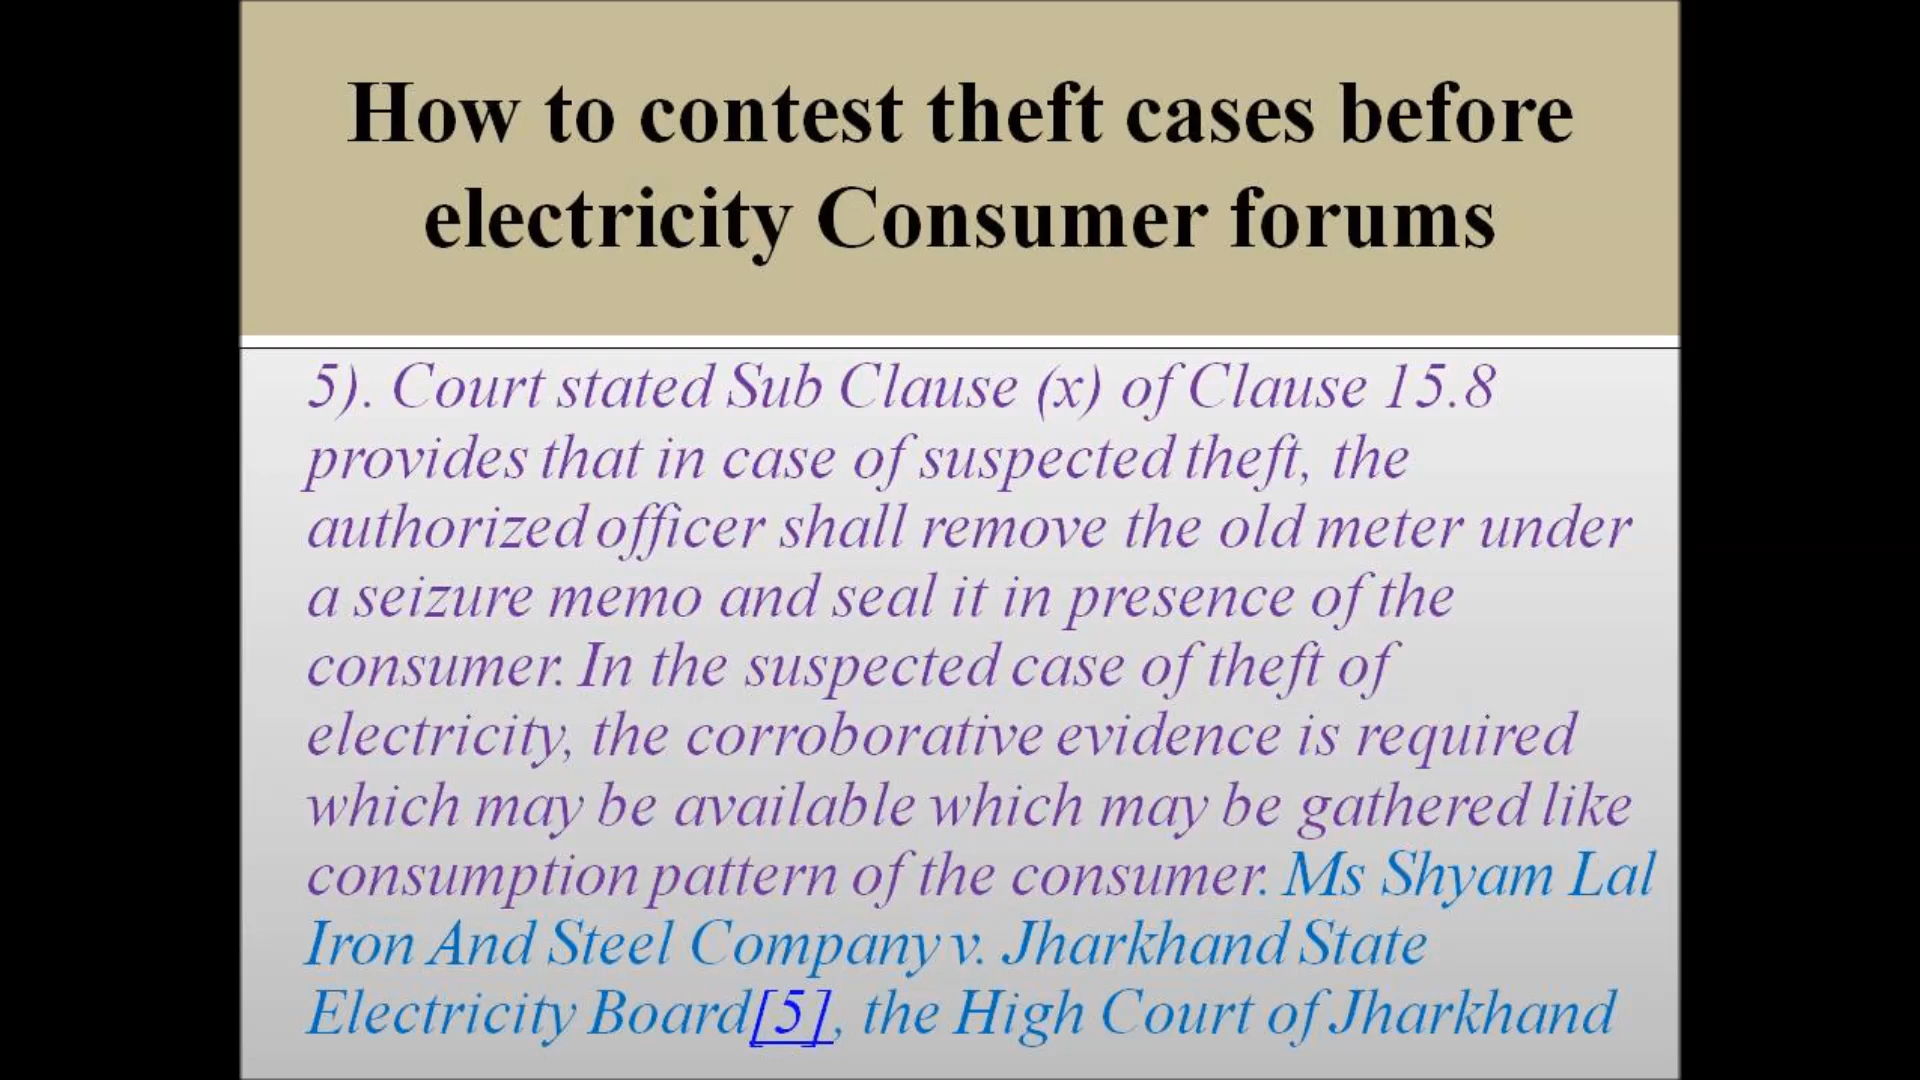 How to contest theft cases before
electricity Consumer forums
5). Court stated Sub Clause (x) of Clause 15.8
provides that in case of suspected theft, the
authorized officer shall remove the old meter under
a seizure memo and seal it in presence of the
consumer. In the suspected case of theft of
electricity, the corroborative evidence is required
which may be available which may be gathered like
consumption pattern of the consumer. Ms Shyam Lal
Iron And Steel Company v. Jharkhand State
Electricity Board[5], the High Court of Jharkhand